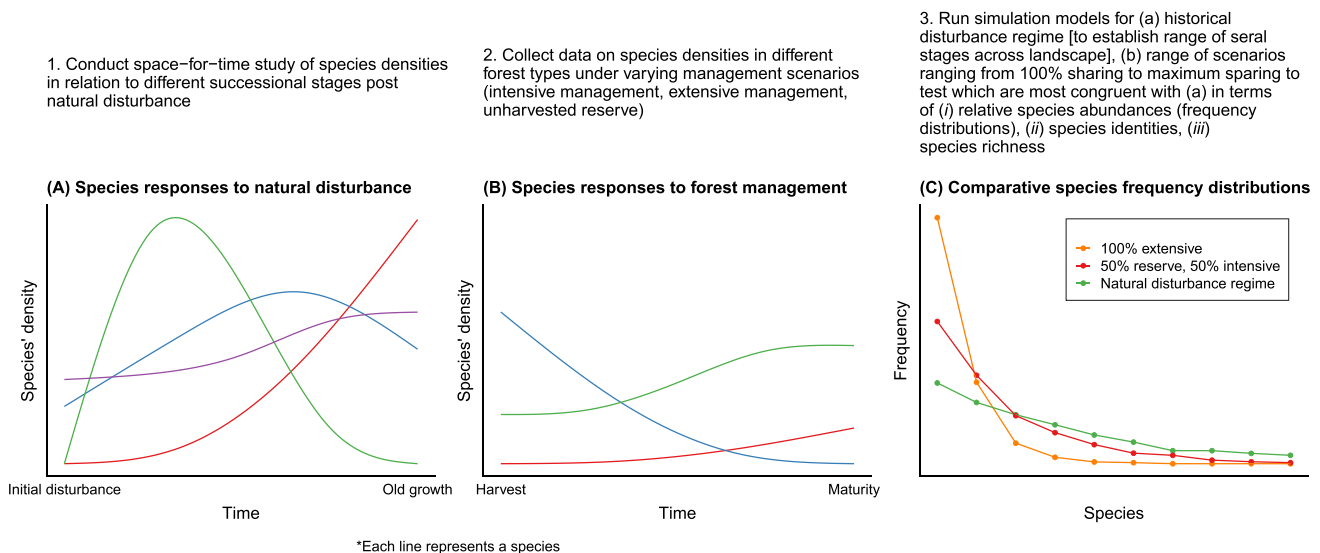 1. Conduct space−for−time study of species densities
in relation to different successional stages post
natural disturbance
2. Collect data on species densities in different
forest types under varying management scenarios
(intensive management, extensive management,
unharvested reserve)
3. Run simulation models for (a) historical
disturbance regime [to establish range of seral
stages across landscape], (b) range of scenarios
ranging from 100% sharing to maximum sparing to
test which are most congruent with (a) in terms
of (i) relative species abundances (frequency
distributions), (ii) species identities, (iii)
species richness
(A) Species responses to natural disturbance
Species' density
Initial disturbance
Old growth
Time
(B) Species responses to forest management
Species' density
Harvest
Maturity
Time
(C) Comparative species frequency distributions
Frequency
100% extensive
50% reserve, 50% intensive
Natural disturbance regime
Species
*Each line represents a species